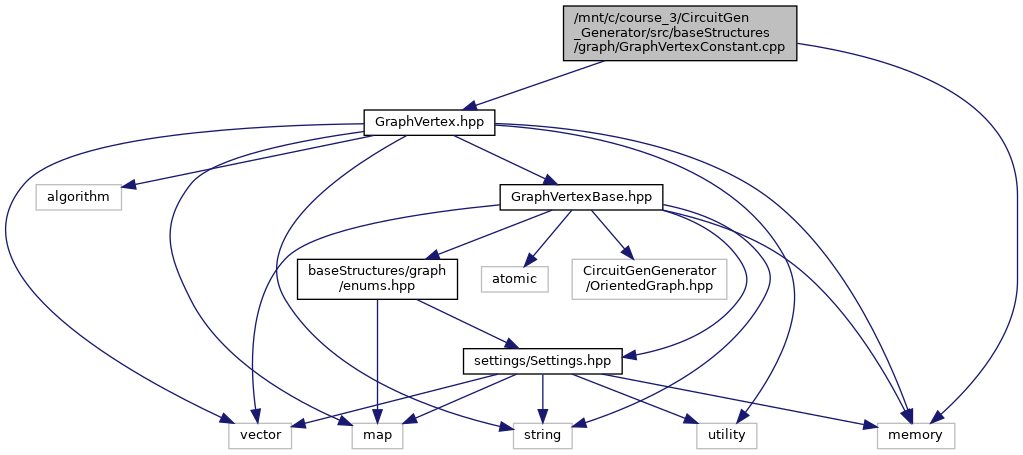 /mnt/c/course_3/CircuitGen
_Generator/src/baseStructures
/graph/GraphVertexConstant.cpp
GraphVertex.hpp
algorithm
GraphVertexBase.hpp
baseStructures/graph
/enums.hpp
atomic
CircuitGenGenerator
/OrientedGraph.hpp
settings/Settings.hpp
vector
map
string
utility
memory